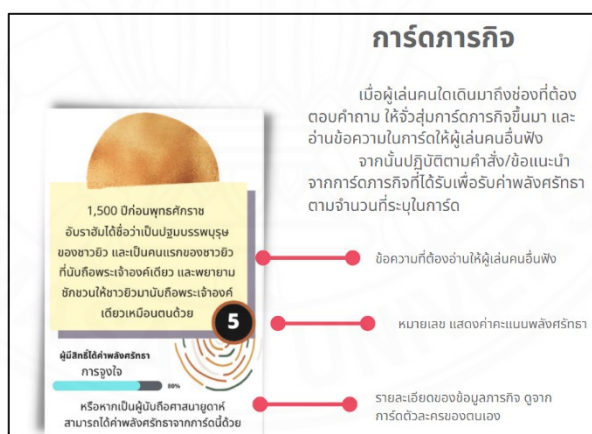 การ์ดภารกิจ
เมื่อผู้เล่นคนใดเดินมาถึงช่องที่ต้อง
ตอบคำถาม ให้จั่วสุ่มการ์ดภารกิจขึ้นมา และ
อ่านข้อความในการ์ดให้ผู้เล่นคนอื่นฟัง
จากนั้นปฏิบัติตามคำสั่ง/ข้อแนะนำ
จากการ์ดภารกิจที่ได้รับเพื่อรับค่าพลังศรัทธา
ตามจำนวนที่ระบุในการ์ด
1,500 ปีก่อนพุทธศักราช
อับราฮัมได้ชื่อว่าเป็นปฐมบรรพบุรุษ
ของชาวยิว และเป็นคนแรกของชาวยิว
ที่นับถือพระเจ้าองค์เดียว และพยายาม
ชักชวนให้ชาวยิวมานับถือพระเจ้าองค์
เดียวเหมือนตนด้วย
5
ผู้มีสิทธิ์ได้ค่าพลังศรัทธา
การจูงใจ
80%
หรือหากเป็นผู้นับถือศาสนายูดาห์
สามารถได้ค่าพลังศรัทธาจากการ์ดนี้ด้วย
ข้อความที่ต้องอ่านให้ผู้เล่นคนอื่นฟัง
หมายเลข แสดงค่าคะแนนพลังศรัทธา
รายละเอียดของข้อมูลภารกิจ ดูจาก
การ์ดตัวละครของตนเอง